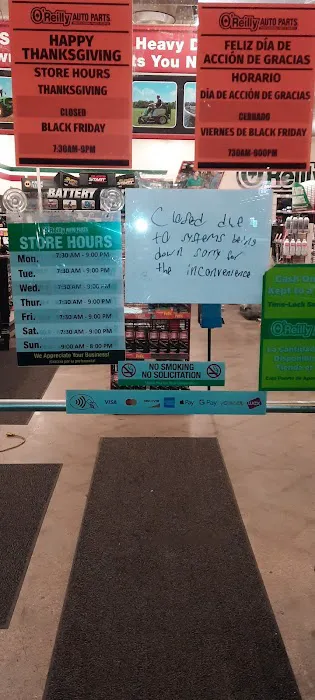 O'Reilly AUTO PARTS
HAPPY
THANKSGIVING
STORE HOURS
THANKSGIVING
CLOSED
BLACK FRIDAY
7:30AM-9PM
O'Reilly AUTO PARTS
FELIZ DÍA DE
ACCIÓN DE GRACIAS
HORARIO
DÍA DE ACCIÓN DE GRACIAS
CERRADO
VIERNES DE BLACK FRIDAY
Heavy D
ts You N
BATTERY
STORE HOURS
Mon. 7:30 AM - 9:00 PM
Tue. 7:30 AM - 9:00 PM
Wed. 7:30 AM - 9:00 PM
Thur. 7:30 AM - 9:00 PM
Fri. 7:30 AM - 9:00 PM
Sat. 7:30 AM - 9:00 PM
Sun. 9:00 AM - 8:00 PM
We Appreciate Your Business!
Closed due
to systems being
down sorry for
the inconvenience
O'Reilly
NO SMOKING
NO SOLICITATION
VISA
Pay
G Pay